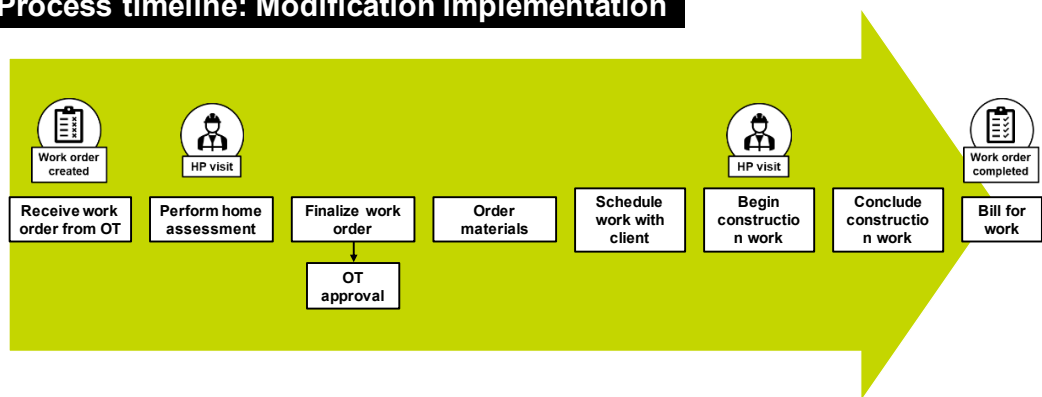 Process timeline: Modification Implementation
Work order
created
HP visit
HP visit
Work order
completed
Receive work
order from OT
Perform home
assessment
Finalize work
order
Order
materials
Schedule
work with
client
Begin
constructio
n work
Conclude
constructio
n work
Bill for
work
OT
approval